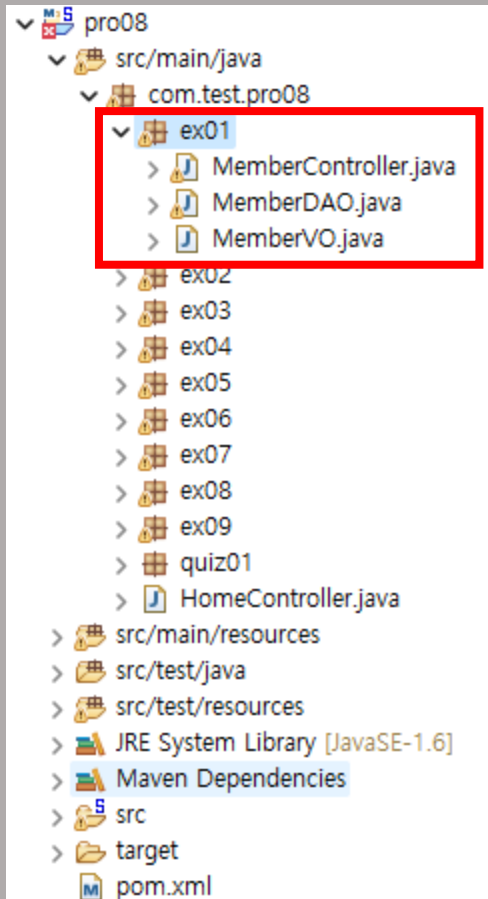 pro08
src/main/java
com.test.pro08
ex01
MemberController.java
MemberDAO.java
MemberVO.java
ex02
ex03
ex04
ex05
ex06
ex07
ex08
ex09
quiz01
HomeController.java
src/main/resources
src/test/java
src/test/resources
JRE System Library [JavaSE-1.6]
Maven Dependencies
src
target
pom.xml